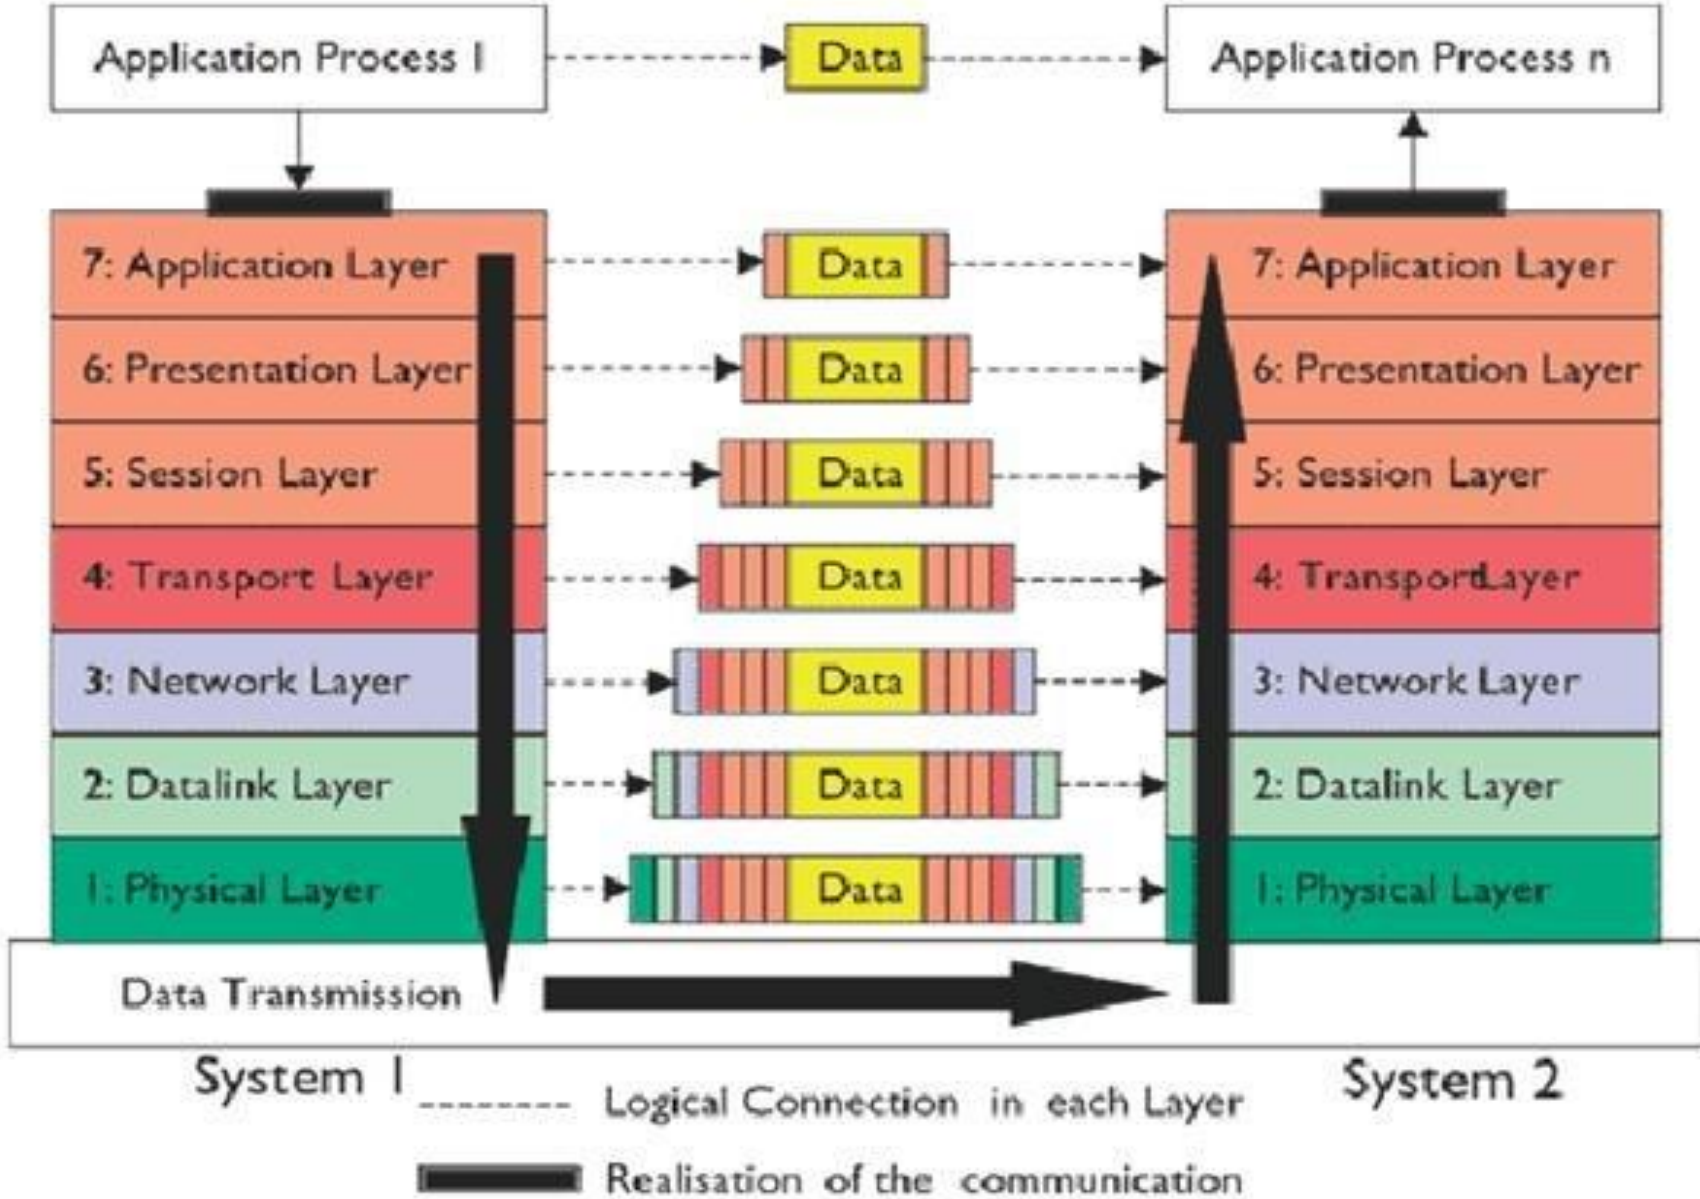 Application Process 1
Data
Application Process n
7: Application Layer
Data
7: Application Layer
6: Presentation Layer
Data
6: Presentation Layer
5: Session Layer
Data
5: Session Layer
4: Transport Layer
Data
4: TransportLayer
3: Network Layer
Data
3: Network Layer
2: Datalink Layer
Data
2: Datalink Layer
1: Physical Layer
Data
1: Physical Layer
Data Transmission
System 1
System 2
Logical Connection in each Layer
Realisation of the communication